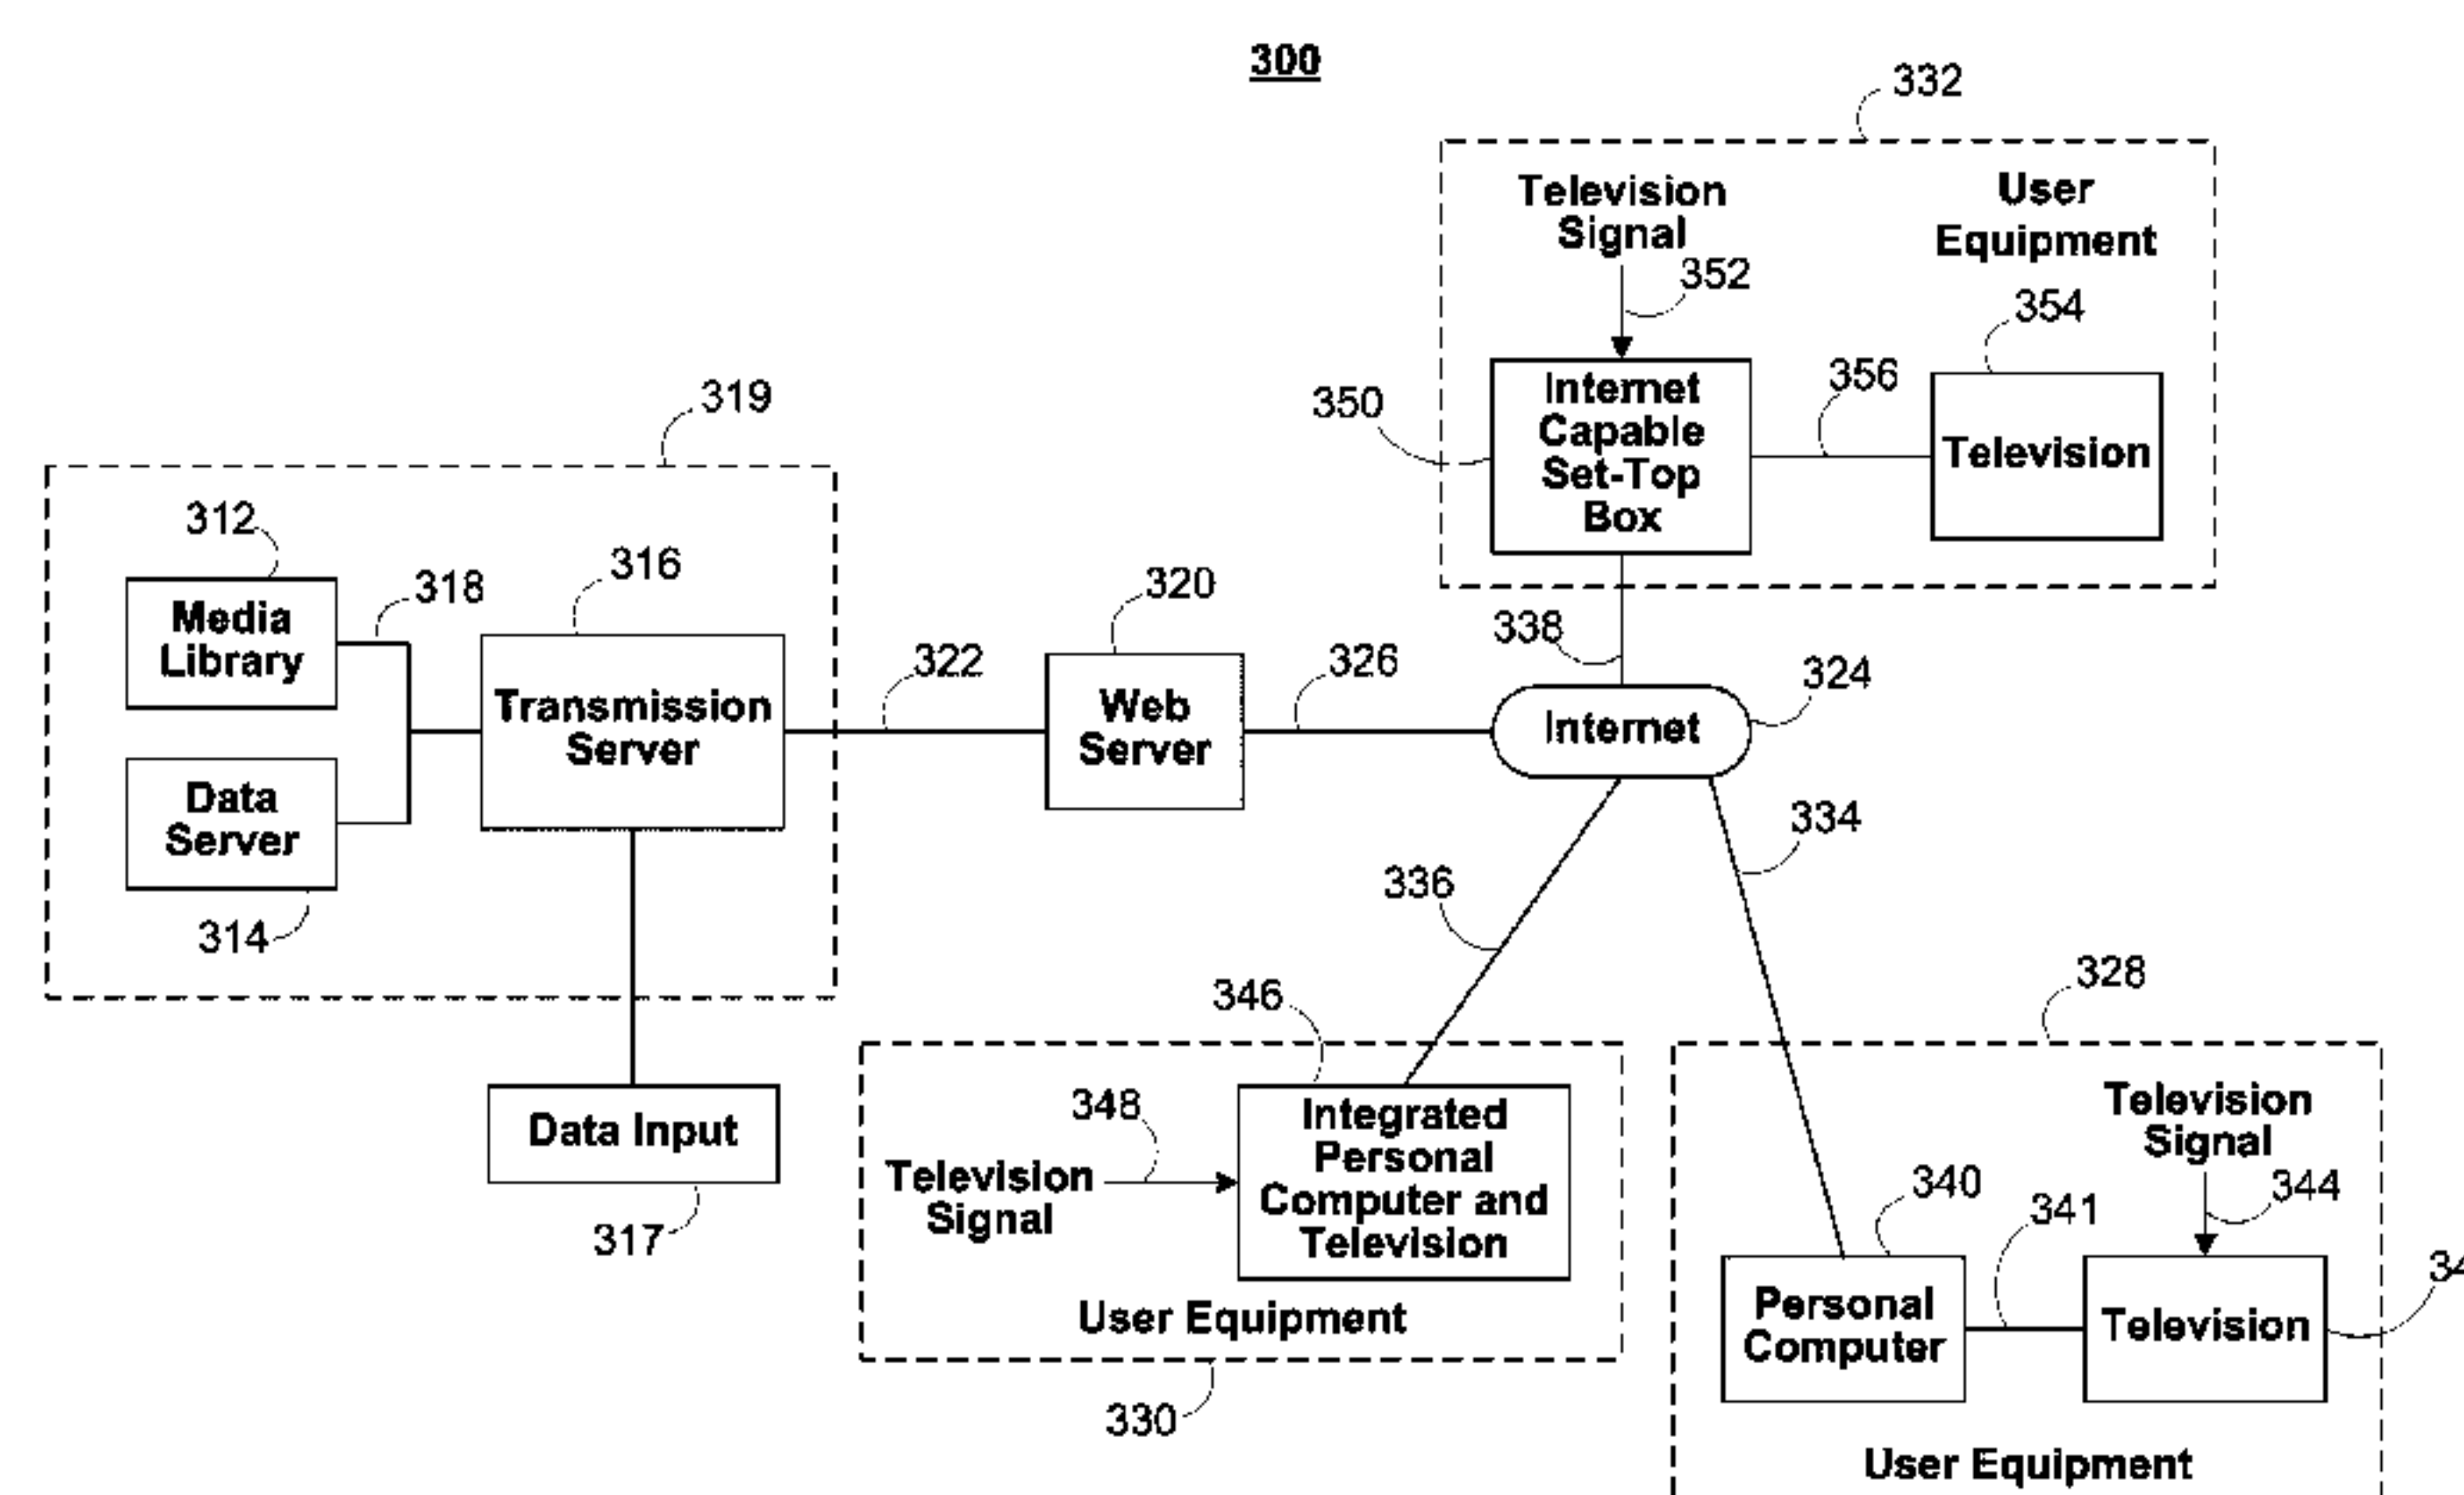 300
332
Television
Signal
User
Equipment
352
354
Internet
Capable
Set-Top
Box
350
356
Television
319
312
318
316
Media
Library
Transmission
Server
Data
Server
314
322
320
Web
Server
326
338
324
Internet
334
336
Data Input
317
346
348
Television
Signal
Integrated
Personal
Computer and
Television
User Equipment
330
328
Television
Signal
344
340
341
Personal
Computer
Television
User Equipment